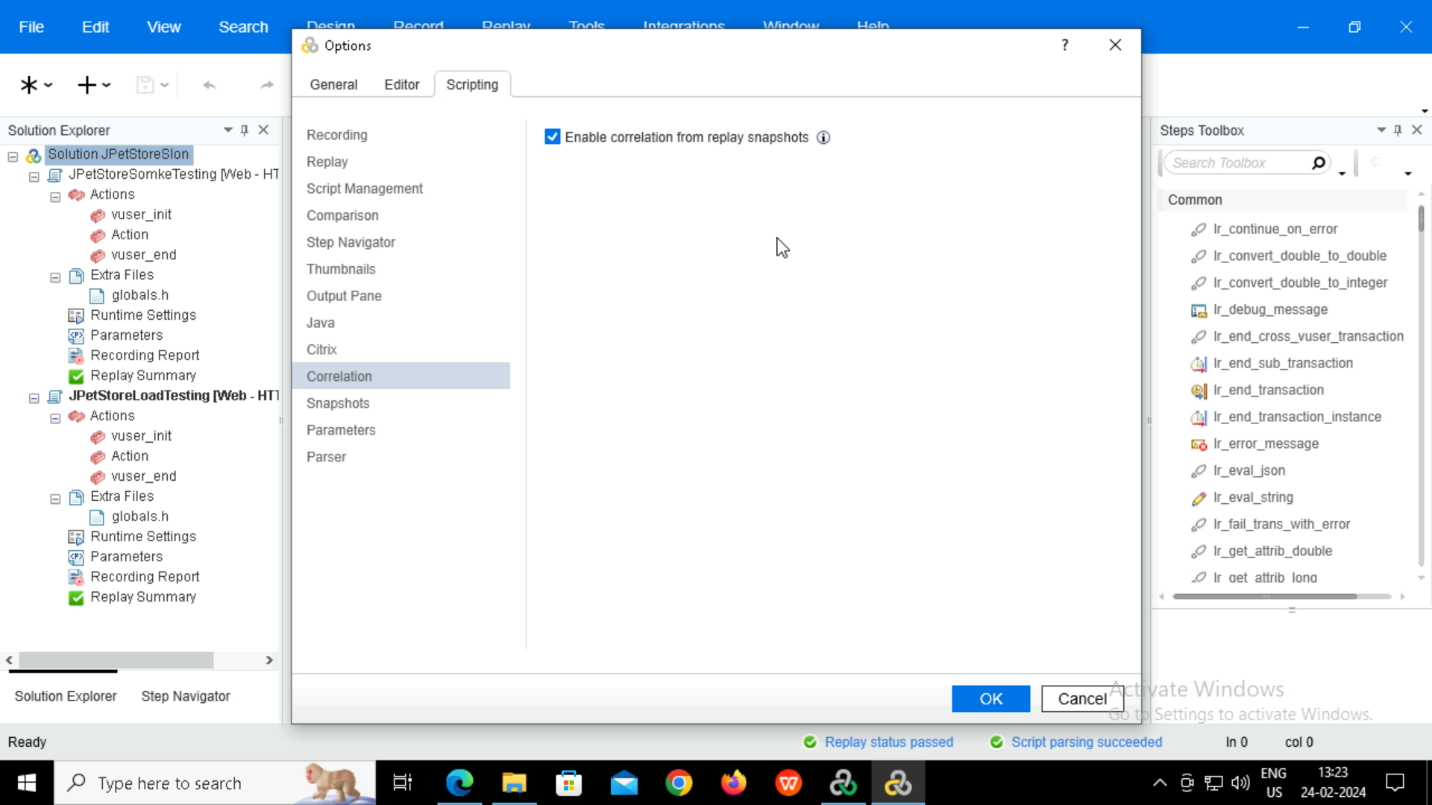 File Edit View Search Design Record Replay Tools Integrations Window Help
Options
?
General Editor Scripting
Solution Explorer
Solution JPetStoreSlon
JPetStoreSomkeTesting [Web - HT
Actions
vuser_init
Action
vuser_end
Extra Files
globals.h
Runtime Settings
Parameters
Recording Report
Replay Summary
JPetStoreLoadTesting [Web - HT
Actions
vuser_init
Action
vuser_end
Extra Files
globals.h
Runtime Settings
Parameters
Recording Report
Replay Summary
Solution Explorer Step Navigator
Recording
Replay
Script Management
Comparison
Step Navigator
Thumbnails
Output Pane
Java
Citrix
Correlation
Snapshots
Parameters
Parser
Enable correlation from replay snapshots
OK Cancel
Steps Toolbox
Search Toolbox
Common
lr_continue_on_error
lr_convert_double_to_double
lr_convert_double_to_integer
lr_debug_message
lr_end_cross_vuser_transaction
lr_end_sub_transaction
lr_end_transaction
lr_end_transaction_instance
lr_error_message
lr_eval_json
lr_eval_string
lr_fail_trans_with_error
lr_get_attrib_double
lr_get_attrib_long
Activate Windows
Go to Settings to activate Windows.
Ready Replay status passed Script parsing succeeded ln 0 col 0
Type here to search
ENG
US
13:23
24-02-2024